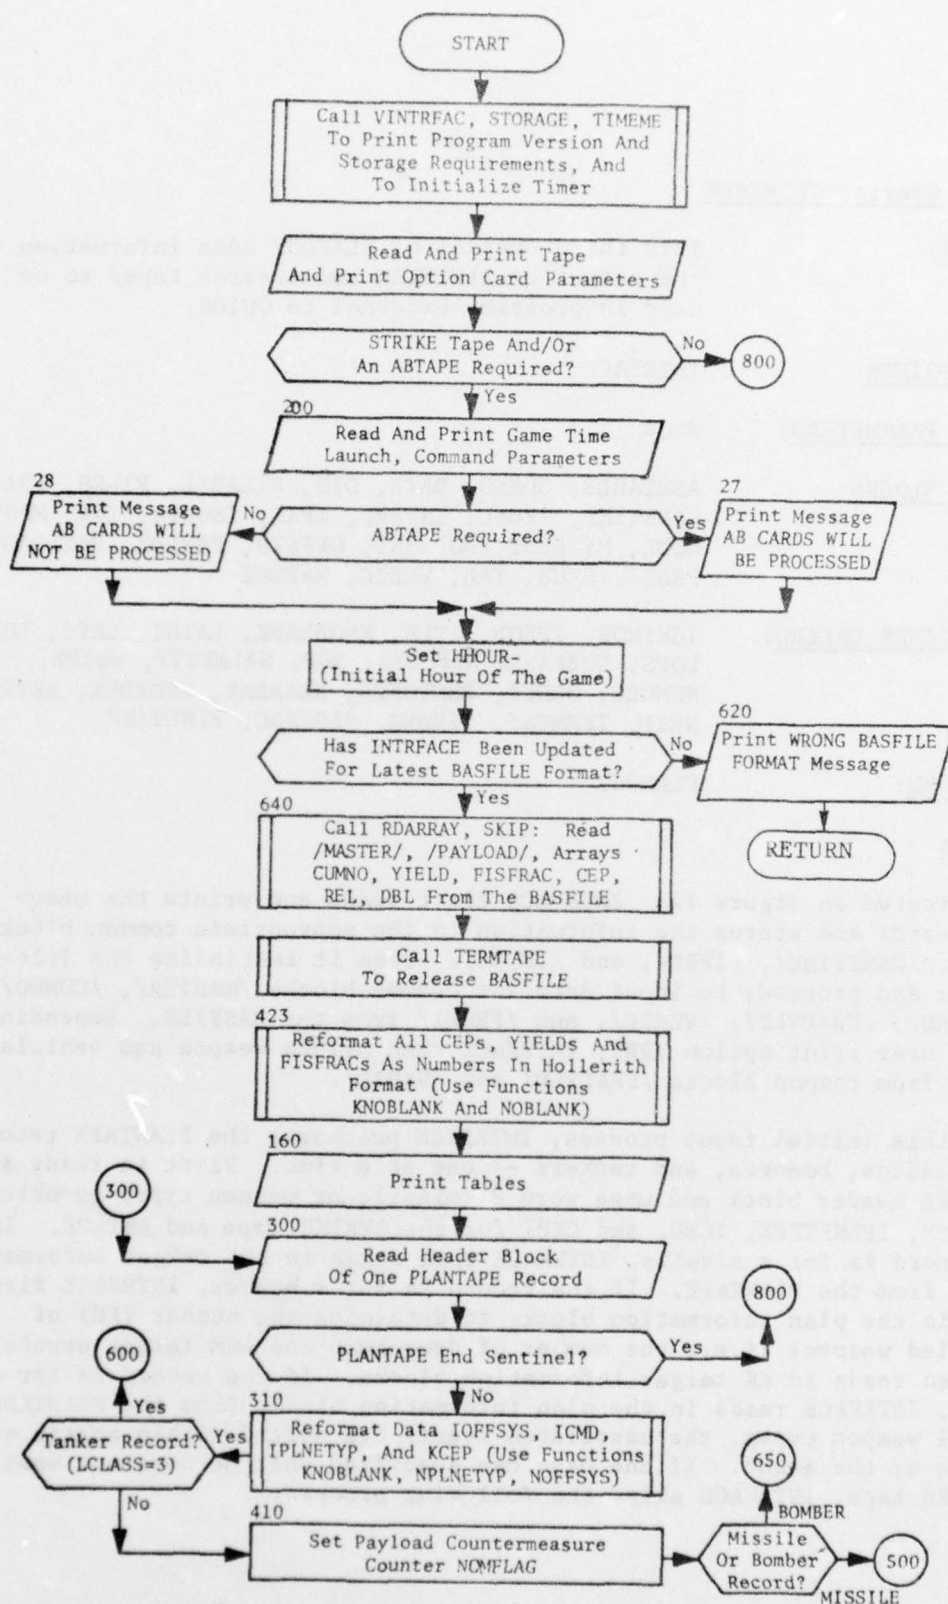 START
Call VINTRFAC, STORAGE, TIMEME
To Print Program Version And
Storage Requirements, And
To Initialize Timer
Read And Print Tape
And Print Option Card Parameters
STRIKE Tape And/Or
An ABTAPE Required?
No
800
Yes
200
Read And Print Game Time
Launch, Command Parameters
28
Print Message
AB CARDS WILL
NOT BE PROCESSED
No
ABTAPE Required?
Yes
27
Print Message
AB CARDS WILL
BE PROCESSED
Set HHOUR-
(Initial Hour Of The Game)
Has INTRFACE Been Updated
For Latest BASFILE Format?
No
620
Print WRONG BASFILE
FORMAT Message
RETURN
Yes
640
Call RDARRAY, SKIP: Read
/MASTER/, /PAYLOAD/, Arrays
CUMNO, YIELD, FISFRAC, CEP,
REL, DBL From The BASFILE
Call TERMTAPE
To Release BASFILE
423
Reformat All CEPs, YIELDs And
FISFRACs As Numbers In Hollerith
Format (Use Functions
KNOBLANK And NOBLANK)
160
Print Tables
300
300
Read Header Block
Of One PLANTAPE Record
PLANTAPE End Sentinel?
Yes
800
No
310
Reformat Data IOFFSYS, ICMD,
IPLNETYP, And KCEP (Use Functions
KNOBLANK, NPLNETYP, NOFFSYS)
Yes
Tanker Record?
(LCLASS=3)
Yes
600
No
410
Set Payload Countermeasure
Counter NCMFLAG
Missile
Or Bomber
Record?
BOMBER
650
MISSILE
500